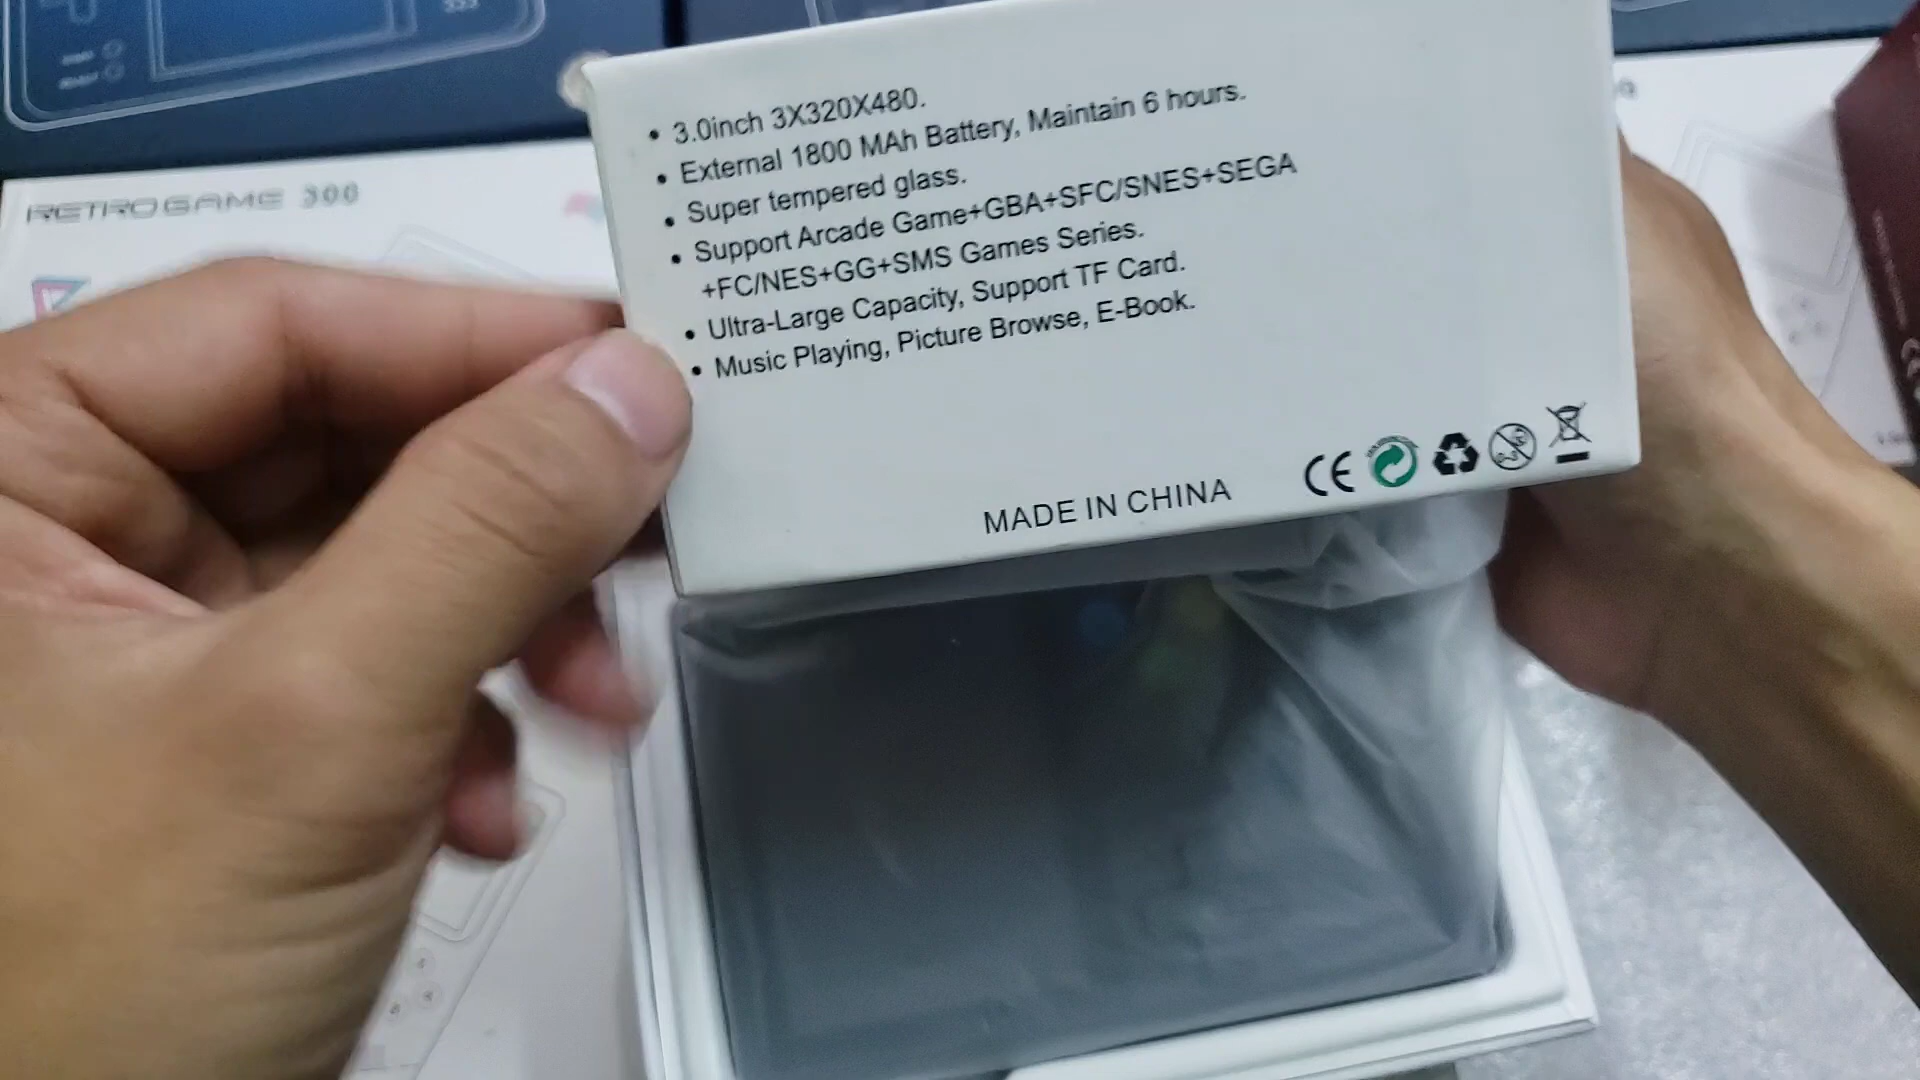 RETROGAME 300
• 3.0inch 3X320X480.
• External 1800 MAh Battery, Maintain 6 hours.
• Super tempered glass.
• Support Arcade Game+GBA+SFC/SNES+SEGA
+FC/NES+GG+SMS Games Series.
• Ultra-Large Capacity, Support TF Card.
• Music Playing, Picture Browse, E-Book.
MADE IN CHINA
CE